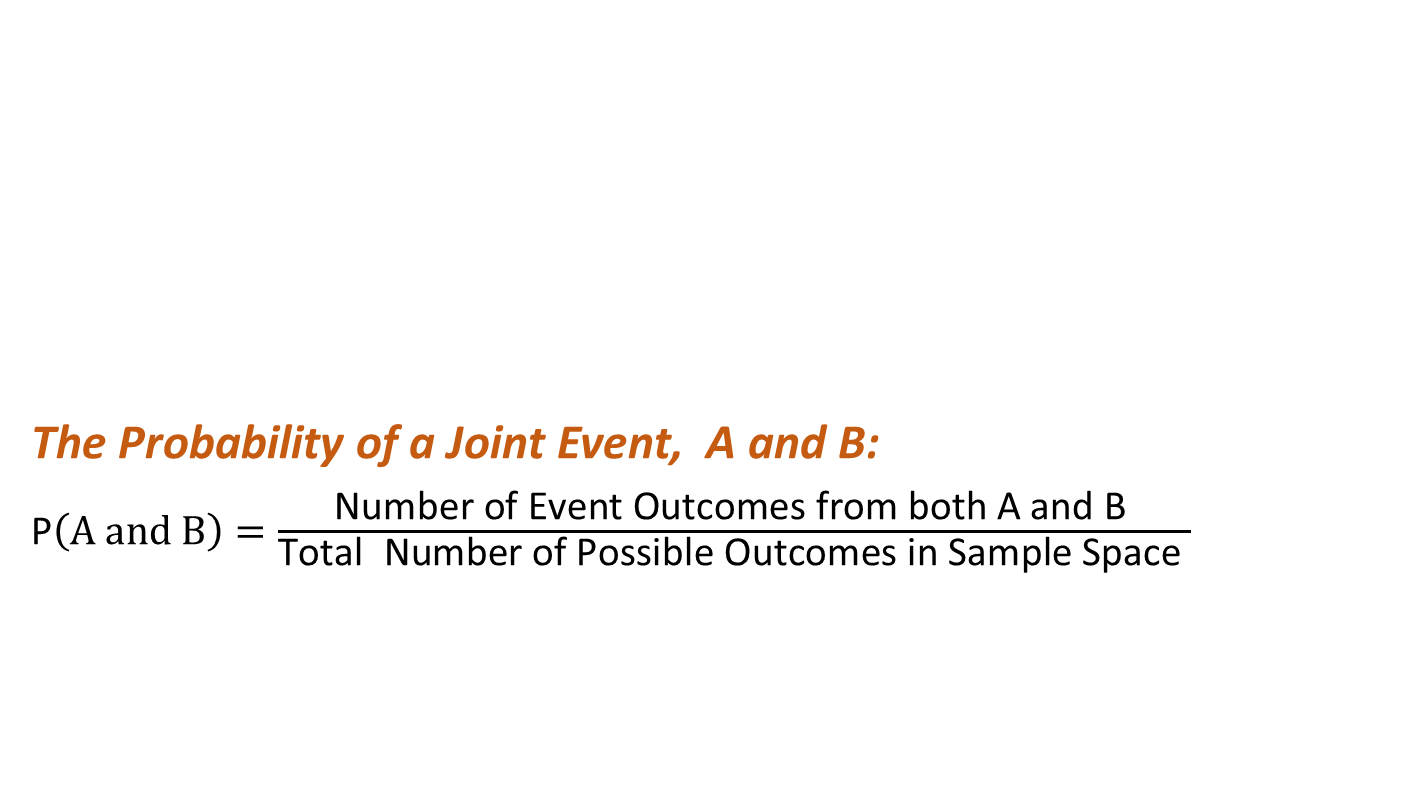 The Probability of a Joint Event,  A and B:
P(A and B) = Number of Event Outcomes from both A and B
Total  Number of Possible Outcomes in Sample Space